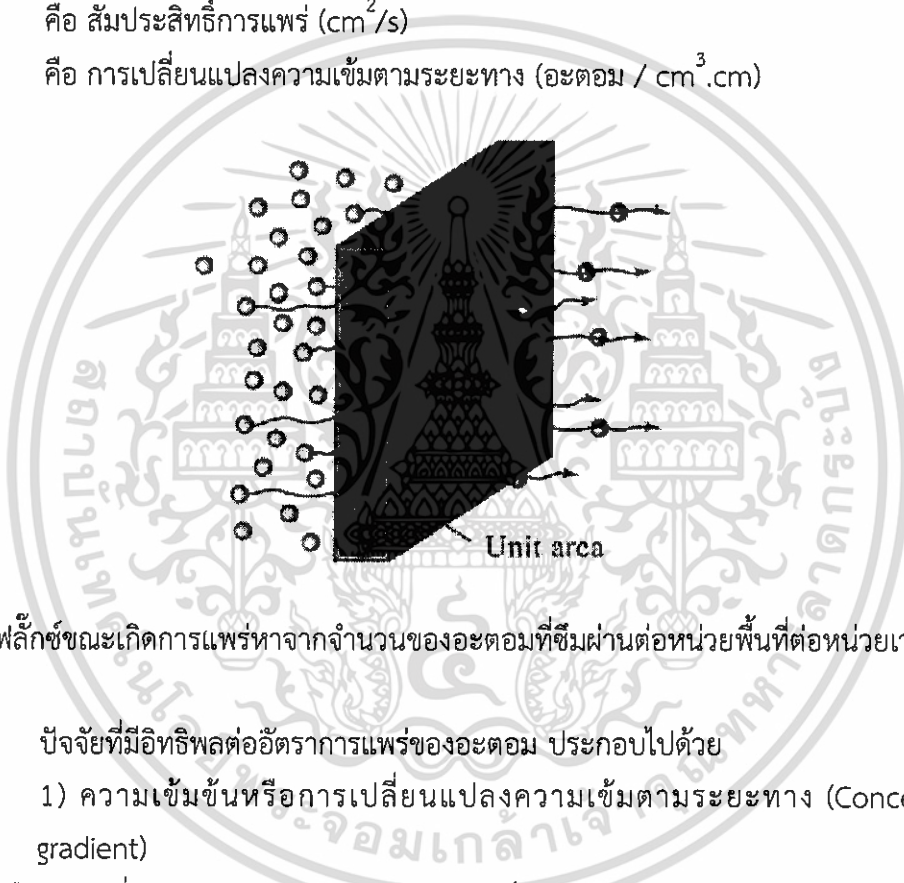 คือ สัมประสิทธิ์การแพร่ (cm²/s)
คือ การเปลี่ยนแปลงความเข้มตามระยะทาง (อะตอม / cm³.cm)
Unit area
ฟลั๊กซ์ขณะเกิดการแพร่หาจากจำนวนของอะตอมที่ซึมผ่านต่อหน่วยพื้นที่ต่อหน่วย
ปัจจัยที่มีอิทธิพลต่ออัตราการแพร่ของอะตอม ประกอบไปด้วย
1) ความเข้มข้นหรือการเปลี่ยนแปลงความเข้มตามระยะทาง (Conce
gradient)